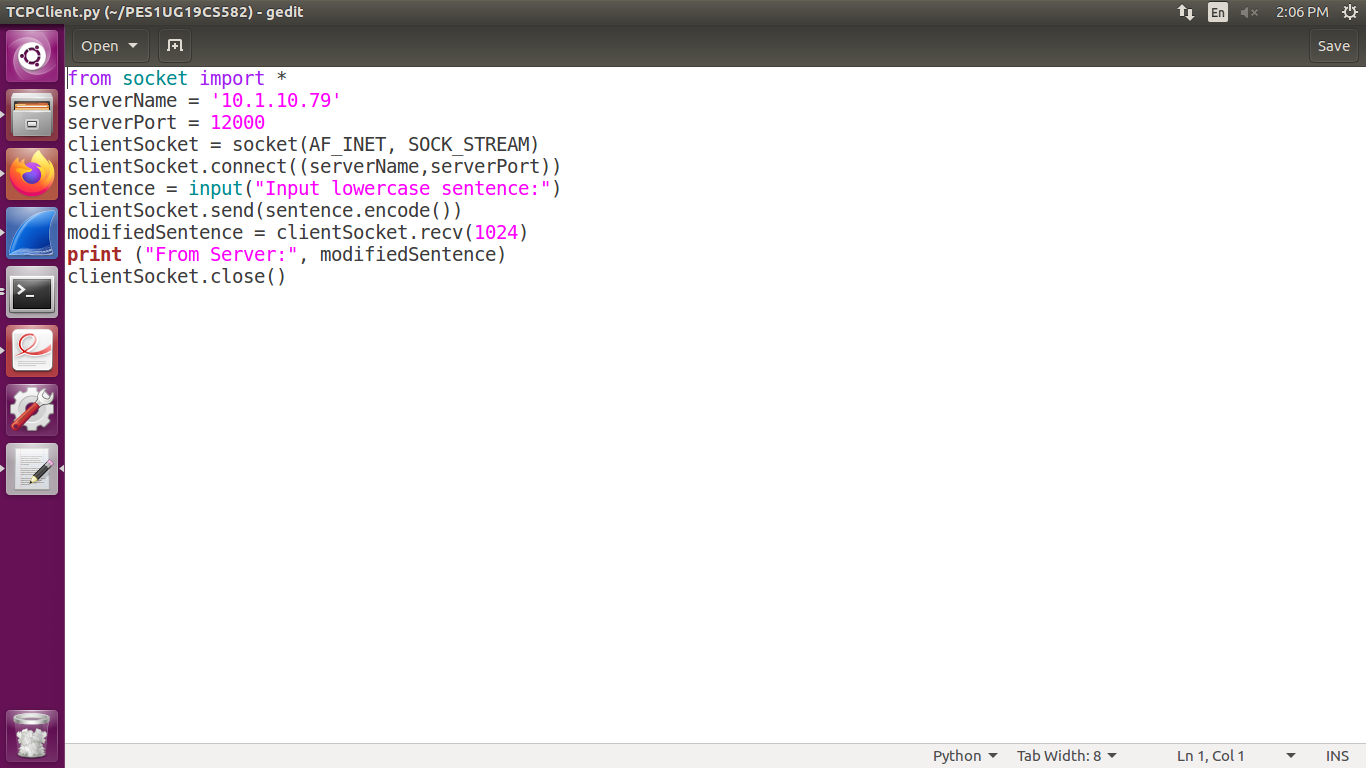 TCPClient.py (~/PES1UG19CS582) - gedit
En
2:06 PM
Open
Save
from socket import *
serverName = '10.1.10.79'
serverPort = 12000
clientSocket = socket(AF_INET, SOCK_STREAM)
clientSocket.connect((serverName,serverPort))
sentence = input("Input lowercase sentence:")
clientSocket.send(sentence.encode())
modifiedSentence = clientSocket.recv(1024)
print ("From Server:", modifiedSentence)
clientSocket.close()
Python
Tab Width: 8
Ln 1, Col 1
INS